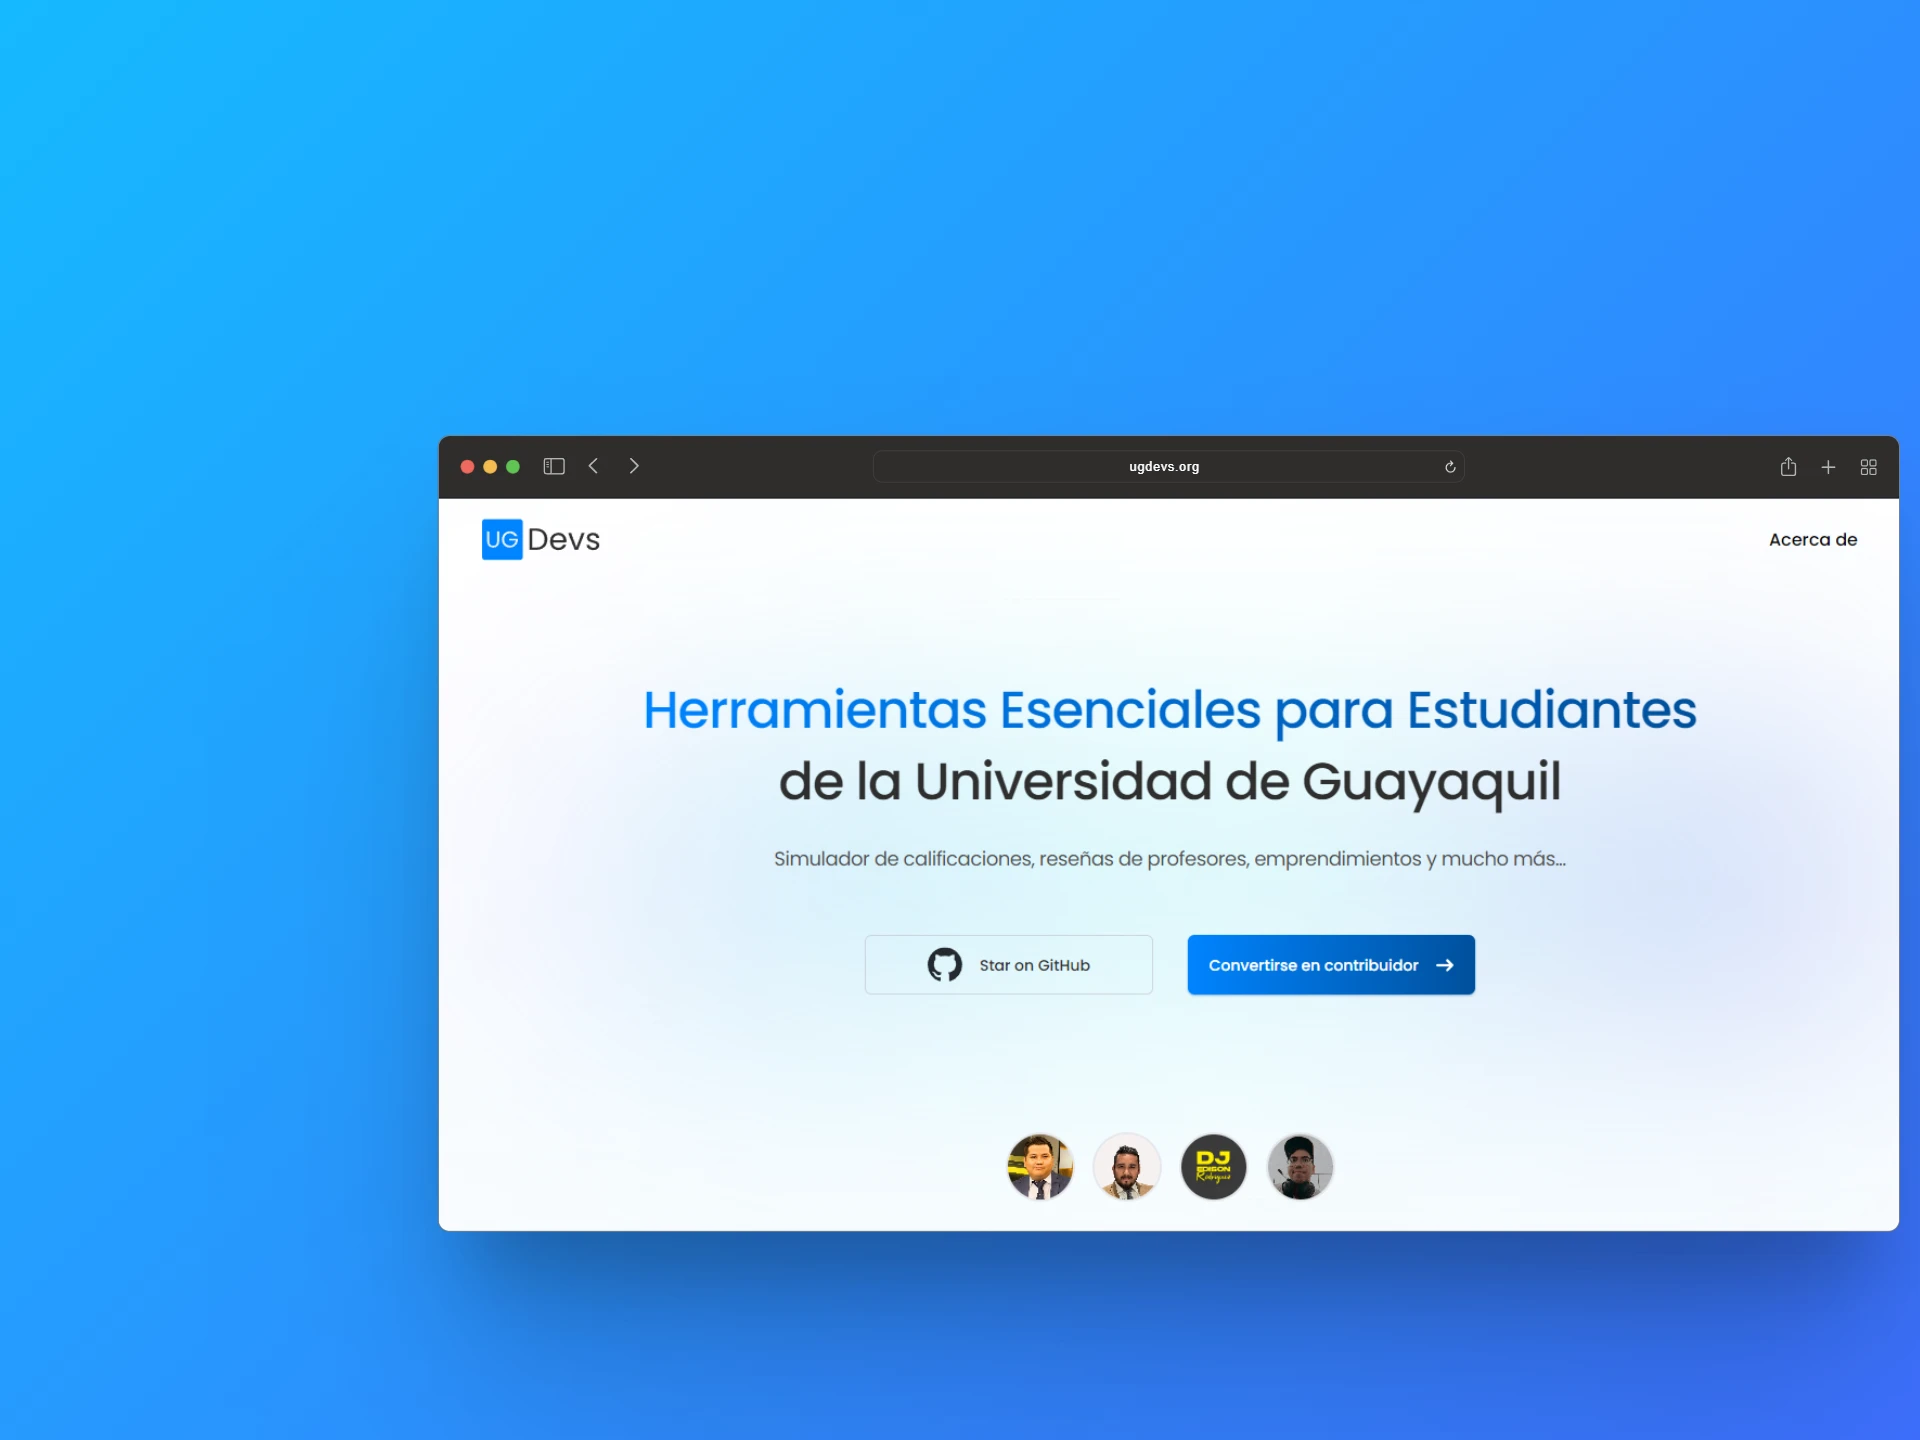 ugdevs.org
UG Devs
Acerca de
Herramientas Esenciales para Estudiantes
de la Universidad de Guayaquil
Simulador de calificaciones, reseñas de profesores, emprendimientos y mucho más...
Star on GitHub
Convertirse en contribuidor
DJ
EDISON
Rodríguez